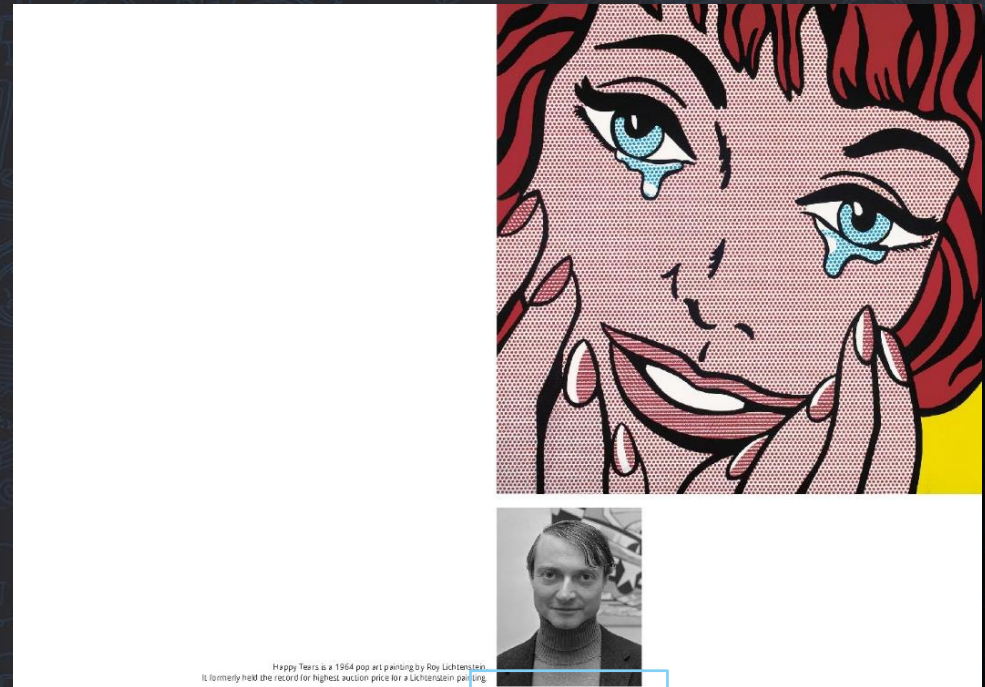 Happy Tears is a 1964 pop art painting by Roy Lichtenstein.
It formerly held the record for highest auction price for a Lichtenstein painting.